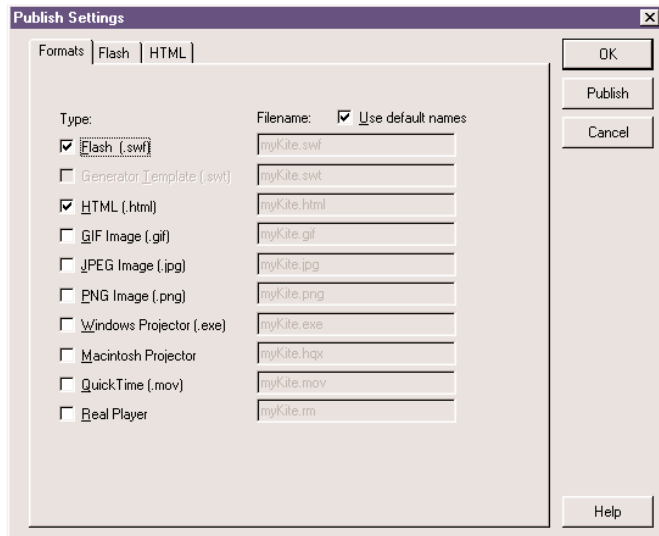 Publish Settings
Formats Flash HTML
OK
Publish
Cancel
Type: Filename: Use default names
Flash (.swf) myKite.swf
Generator Template (.swt) myKite.swt
HTML (.html) myKite.html
GIF Image (.gif) myKite.gif
JPEG Image (.jpg) myKite.jpg
PNG Image (.png) myKite.png
Windows Projector (.exe) myKite.exe
Macintosh Projector myKite.hqx
QuickTime (.mov) myKite.mov
Real Player myKite.rm
Help